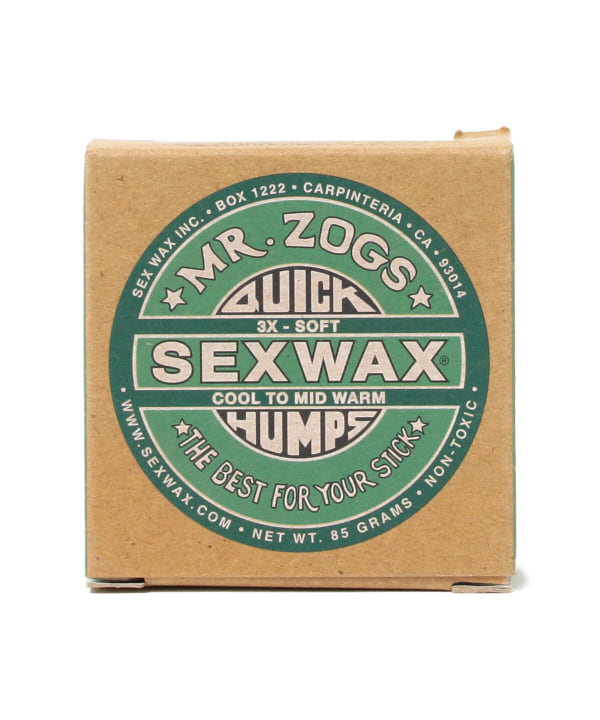 SEX WAX INC. • BOX 1222 • CARPINTERIA • CA • 93014
MR. ZOGS
QUICK
3X - SOFT
SEXWAX®
COOL TO MID WARM
HUMPS
THE BEST FOR YOUR STICK
• WWW.SEXWAX.COM • NET WT. 85 GRAMS • NON-TOXIC •